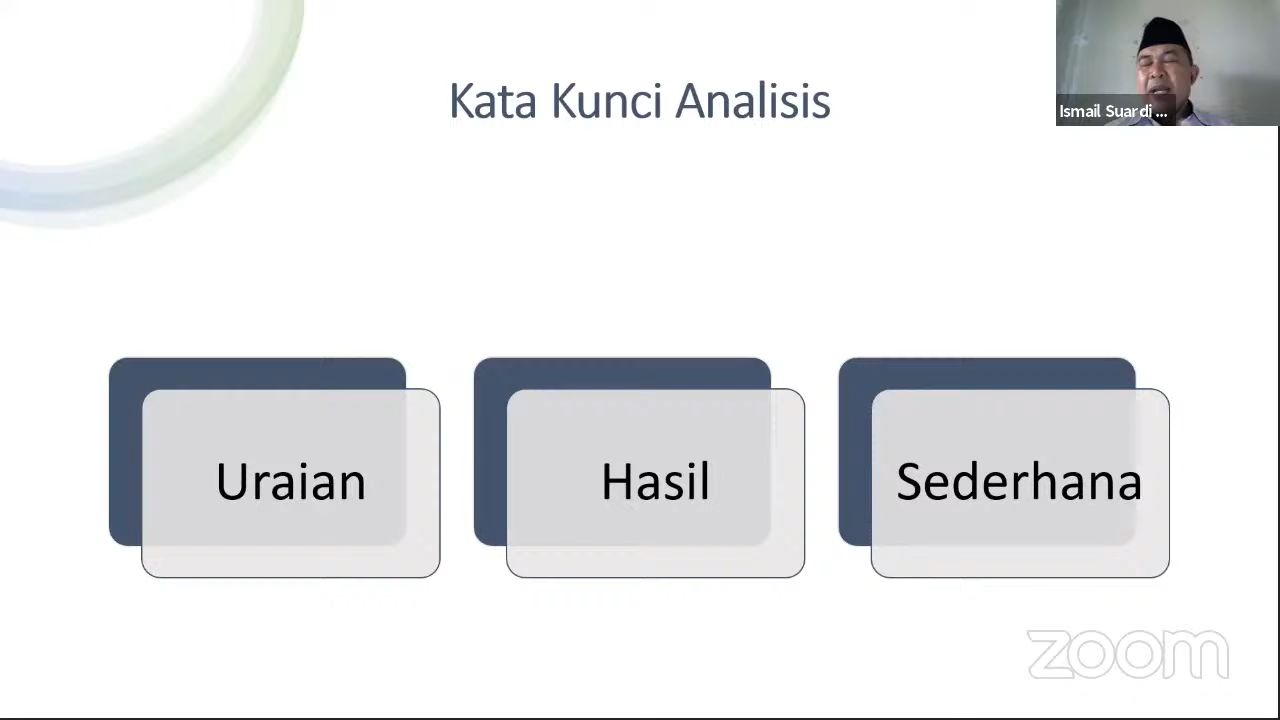 Kata Kunci Analisis
Ismail Suardi ...
Uraian
Hasil
Sederhana
zoom